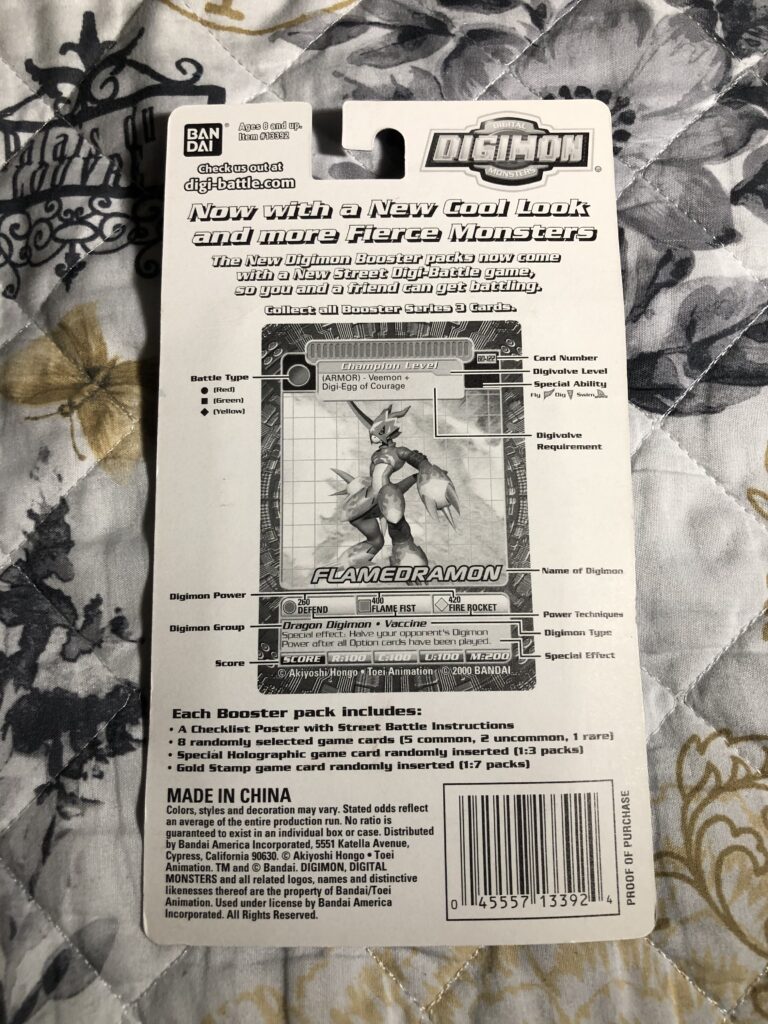 BAN
DAI
Ages 6 and up.
Item #13392
DIGITAL
DIGIMON
MONSTERS
Check us out at
digi-battle.com
Now with a New Cool Look
and more Fierce Monsters
The New Digimon Booster packs now come
with a New Street Digi-Battle game,
so you and a friend can get battling.
Collect all Booster Series 3 Cards.
Battle Type
(Red)
(Green)
(Yellow)
Champion Level
(ARMOR) - Veemon +
Digi-Egg of Courage
Card Number
Digivolve Level
Special Ability
Fly Dig Swim
Digivolve
Requirement
FLAMEDRAMON
Name of Digimon
Digimon Power
260
DEFEND
400
FLAME FIST
420
FIRE ROCKET
Power Techniques
Digimon Group
Dragon Digimon • Vaccine
Digimon Type
Special effect: Halve your opponent's Digimon
Power after all Option cards have been played.
Special Effect
Score
SCORE R:100 C:100 U:100 M:200
© Akiyoshi Hongo • Toei Animation © 2000 BANDAI
Each Booster pack includes:
• A Checklist Poster with Street Battle Instructions
• 8 randomly selected game cards (5 common, 2 uncommon, 1 rare)
• Special Holographic game card randomly inserted (1:3 packs)
• Gold Stamp game card randomly inserted (1:7 packs)
MADE IN CHINA
Colors, styles and decoration may vary. Stated odds reflect
an average of the entire production run. No ratio is
guaranteed to exist in an individual box or case. Distributed
by Bandai America Incorporated, 5551 Katella Avenue,
Cypress, California 90630. © Akiyoshi Hongo • Toei
Animation. TM and © Bandai. DIGIMON, DIGITAL
MONSTERS and all related logos, names and distinctive
likenesses thereof are the property of Bandai/Toei
Animation. Used under license by Bandai America
Incorporated. All Rights Reserved.
0 45557 13392 4
PROOF OF PURCHASE